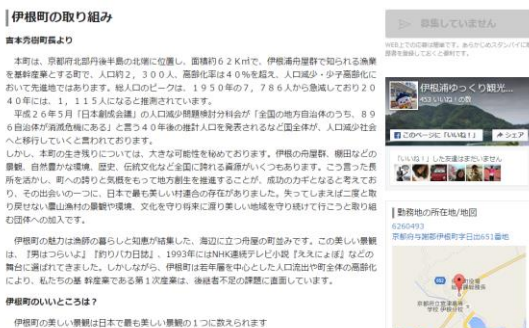 伊根町の取り組み
吉本秀樹町長より
本町は、京都府北部丹後半島の北端に位置し、面積約６２Ｋ㎡で、伊根浦舟屋群で知られる漁業
を基幹産業とする町で、人口約２，３００人、高齢化率は４０％を超え、人口減少・少子高齢化に
おいて先進地ではあります。総人口のピークは、１９５０年の７，７８６人から急減しており２０
４０年には、１，１１５人になると推測されています。
平成２６年５月「日本創成会議」の人口減少問題検討分科会が「全国の地方自治体のうち、８９
６自治体が消滅危機にある」と言う４０年後の推計人口を発表されるなど国全体が、人口減少社会
へと移行していくと言われております。
しかし、本町の生き残りについては、大きな可能性を秘めております。伊根の舟屋群、棚田などの
景観、自然豊かな環境、歴史、伝統文化など全国に誇れる資源がいくつもあります。こう言った長
所を活かし、町への誇りと気概をもって地方創生を推進することが、成功のカギとなると考えてお
り、その出会いの一つに、日本で最も美しい村連合の存在がありました。失ってしまえば二度と取
り戻せない農山漁村の景観や環境、文化を守り将来に渡り美しい地域を守り続けて行こうと取り組
む団体への加入です。
伊根町の魅力は漁師の暮らしと知恵が結集した、海辺に立つ舟屋の町並みです。この美しい景観
は、『男はつらいよ』『釣りバカ日誌』、1993年にはNHK連続テレビ小説『ええにょぼ』などの
舞台に選ばれてきました。しかしながら、伊根町は若年層を中心とした人口流出や町全体の高齢化
により、私たちの基 幹産業である第１次産業は、後継者不足の課題に直面しています。
伊根町のいいところは？
伊根町の美しい景観は日本で最も美しい景観の１つに数えられます
募集していません
伊根浦ゆっくり観光...
453 いいね！の数
このページに「いいね！」
シェア
「いいね！」した友達はまだいません
勤務地の所在地/地図
6260493
京都府与謝郡伊根町字日出651番地